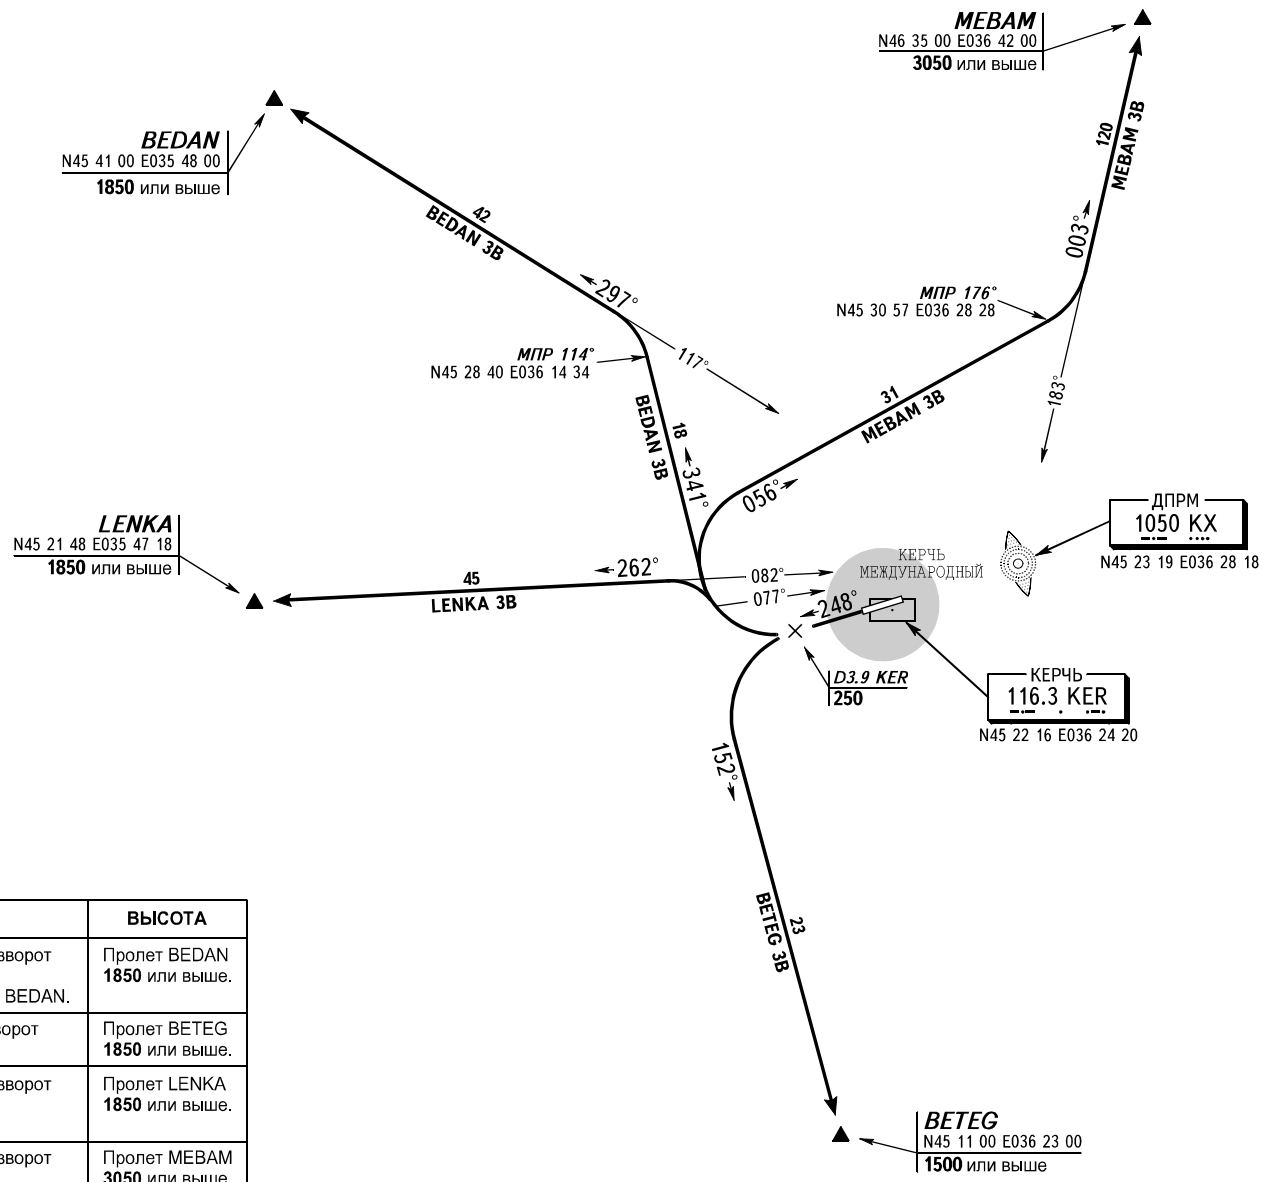 MEBAM
N46 35 00 E036 42 00
3050 или выше
BEDAN
N45 41 00 E035 48 00
1850 или выше
120
MEBAM 3B
42
BEDAN 3B
003°
297°
МПР 176°
N45 30 57 E036 28 28
МПР 114°
N45 28 40 E036 14 34
117°
183°
31
MEBAM 3B
18
BEDAN 3B
341°
056°
LENKA
N45 21 48 E035 47 18
1850 или выше
ДПРМ
1050 KX
N45 23 19 E036 28 18
КЕРЧЬ
МЕЖДУНАРОДНЫЙ
262°
082°
077°
45
LENKA 3B
248°
D3.9 KER
250
КЕРЧЬ
116.3 KER
N45 22 16 E036 24 20
152°
23
BETEG 3B
BETEG
N45 11 00 E036 23 00
1500 или выше
ВЫСОТА
зворот
BEDAN.
Пролет BEDAN
1850 или выше.
ворот
Пролет BETEG
1850 или выше.
зворот
Пролет LENKA
1850 или выше.
зворот
Пролет MEBAM
3050 или выше